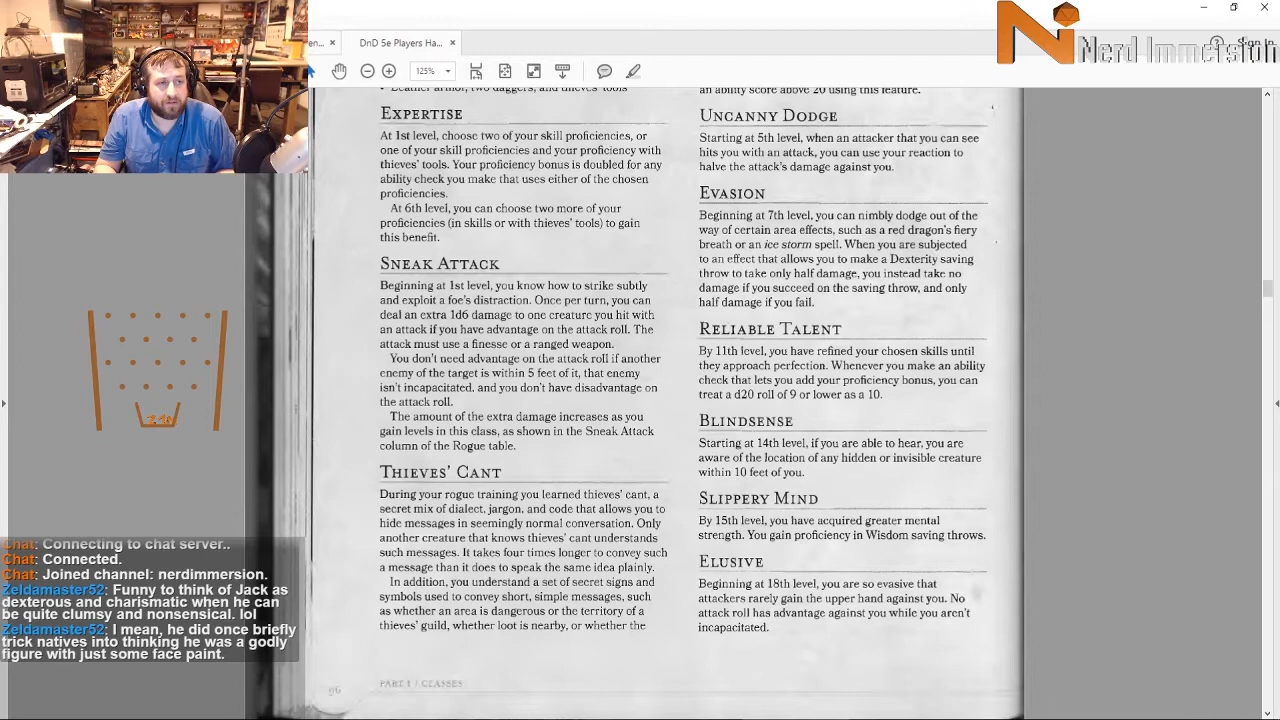 en...
DnD 5e Players Ha...
Nerd Immersion
Sign In
125%
• Leather armor, two daggers, and thieves' tools
EXPERTISE
At 1st level, choose two of your skill proficiencies, or
one of your skill proficiencies and your proficiency with
thieves' tools. Your proficiency bonus is doubled for any
ability check you make that uses either of the chosen
proficiencies.
At 6th level, you can choose two more of your
proficiencies (in skills or with thieves' tools) to gain
this benefit.
SNEAK ATTACK
Beginning at 1st level, you know how to strike subtly
and exploit a foe's distraction. Once per turn, you can
deal an extra 1d6 damage to one creature you hit with
an attack if you have advantage on the attack roll. The
attack must use a finesse or a ranged weapon.
You don't need advantage on the attack roll if another
enemy of the target is within 5 feet of it, that enemy
isn't incapacitated, and you don't have disadvantage on
the attack roll.
The amount of the extra damage increases as you
gain levels in this class, as shown in the Sneak Attack
column of the Rogue table.
THIEVES' CANT
During your rogue training you learned thieves' cant, a
secret mix of dialect, jargon, and code that allows you to
hide messages in seemingly normal conversation. Only
another creature that knows thieves' cant understands
such messages. It takes four times longer to convey such
a message than it does to speak the same idea plainly.
In addition, you understand a set of secret signs and
symbols used to convey short, simple messages, such
as whether an area is dangerous or the territory of a
thieves' guild, whether loot is nearby, or whether the
an ability score above 20 using this feature.
UNCANNY DODGE
Starting at 5th level, when an attacker that you can see
hits you with an attack, you can use your reaction to
halve the attack's damage against you.
EVASION
Beginning at 7th level, you can nimbly dodge out of the
way of certain area effects, such as a red dragon's fiery
breath or an ice storm spell. When you are subjected
to an effect that allows you to make a Dexterity saving
throw to take only half damage, you instead take no
damage if you succeed on the saving throw, and only
half damage if you fail.
RELIABLE TALENT
By 11th level, you have refined your chosen skills until
they approach perfection. Whenever you make an ability
check that lets you add your proficiency bonus, you can
treat a d20 roll of 9 or lower as a 10.
BLINDSENSE
Starting at 14th level, if you are able to hear, you are
aware of the location of any hidden or invisible creature
within 10 feet of you.
SLIPPERY MIND
By 15th level, you have acquired greater mental
strength. You gain proficiency in Wisdom saving throws.
ELUSIVE
Beginning at 18th level, you are so evasive that
attackers rarely gain the upper hand against you. No
attack roll has advantage against you while you aren't
incapacitated.
96
PART 1 / CLASSES
Chat: Connecting to chat server..
Chat: Connected.
Chat: Joined channel: nerdimmersion.
Zeldamaster52: Funny to think of Jack as
dexterous and charismatic when he can
be quite clumsy and nonsensical. lol
Zeldamaster52: I mean, he did once briefly
trick natives into thinking he was a godly
figure with just some face paint.